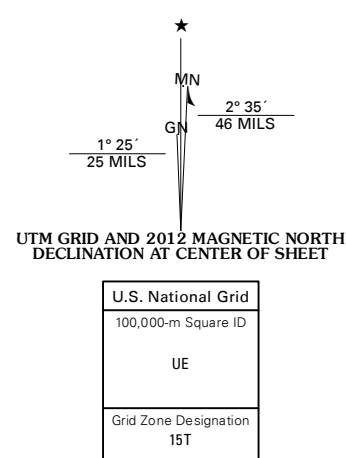 ★
MN
2° 35´
46 MILS
GN
1° 25´
25 MILS
UTM GRID AND 2012 MAGNETIC NORTH
DECLINATION AT CENTER OF SHEET
U.S. National Grid
100,000-m Square ID
UE
Grid Zone Designation
15T